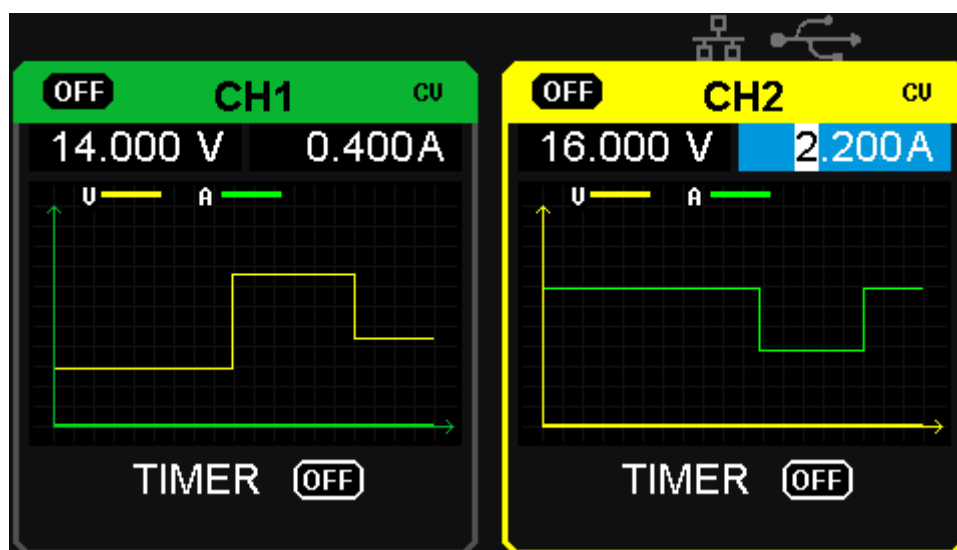 OFF CH1 CV
14.000 V 0.400A
V A
TIMER OFF
OFF CH2 CV
16.000 V 2.200A
V A
TIMER OFF